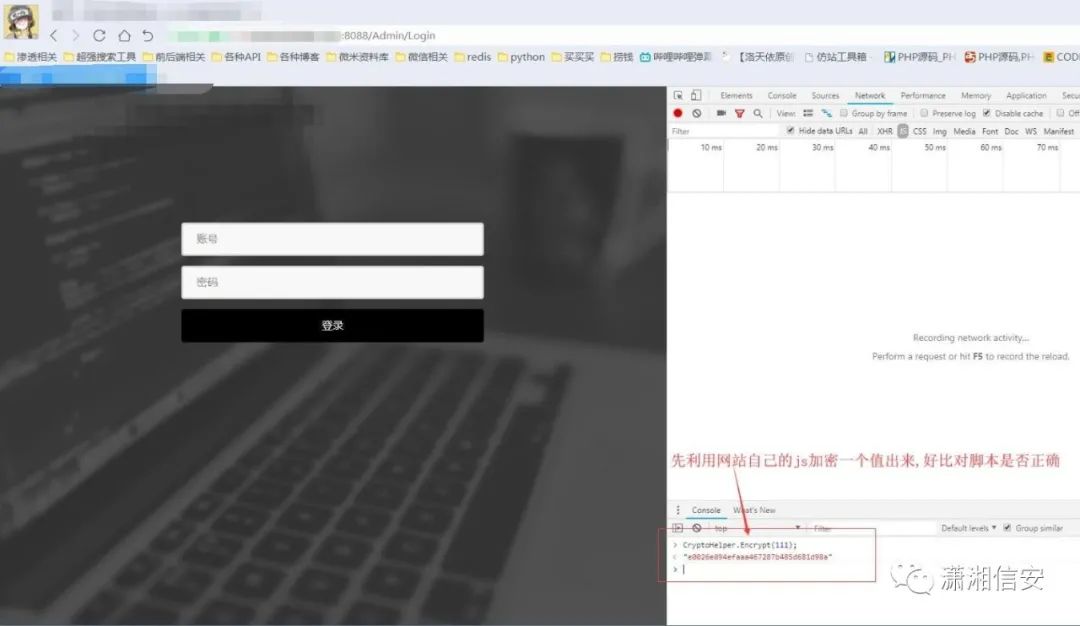 :8088/Admin/Login
渗透相关 超强搜索工具 前后端相关 各种API 各种博客 微米资料库 微信相关 redis python 买买买 捞钱 哔哩哔哩弹 【洛天依原创 仿站工具箱 PHP源码_PH PHP源码,PH CODE
Elements Console Sources Network Performance Memory Application Secu
View: Group by frame Preserve log Disable cache Off
Filter Hide data URLs All XHR JS CSS Img Media Font Doc WS Manifest
10 ms 20 ms 30 ms 40 ms 50 ms 60 ms 70 ms
账号
密码
登录
Recording network activity...
Perform a request or hit F5 to record the reload.
先利用网站自己的js加密一个值出来,好比对脚本是否正确
Console What's New
top Filter Default levels Group similar
CryptoHelper.Encrypt(111);
"e0026e894efaaa467287b485d681d98a"
潇湘信安